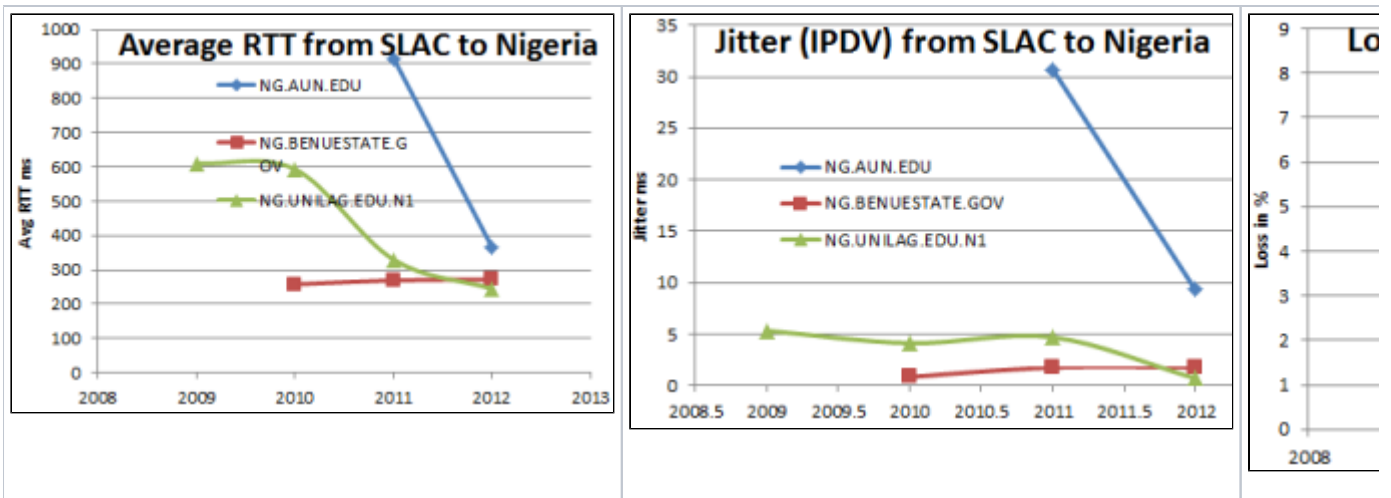 Average RTT from SLAC to Nigeria
1000
900
800
700
600
500
400
300
200
100
0
Avg RTT ms
NG.AUN.EDU
NG.BENUESTATE.G
OV
NG.UNILAG.EDU.N1
2008 2009 2010 2011 2012 2013
Jitter (IPDV) from SLAC to Nigeria
35
30
25
20
15
10
5
0
Jitter ms
NG.AUN.EDU
NG.BENUESTATE.GOV
NG.UNILAG.EDU.N1
2008.5 2009 2009.5 2010 2010.5 2011 2011.5 2012
Lo
9
8
7
6
5
4
3
2
1
0
Loss in %
2008